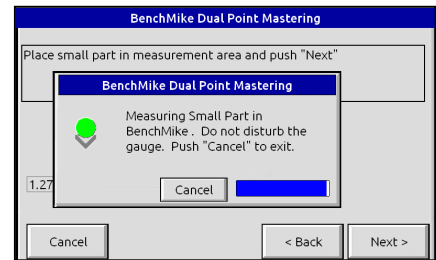 BenchMike Dual Point Mastering
Place small part in measurement area and push "Next"
BenchMike Dual Point Mastering
Measuring Small Part in
BenchMike . Do not disturb the
gauge. Push "Cancel" to exit.
Cancel
1.27
Cancel
< Back
Next >